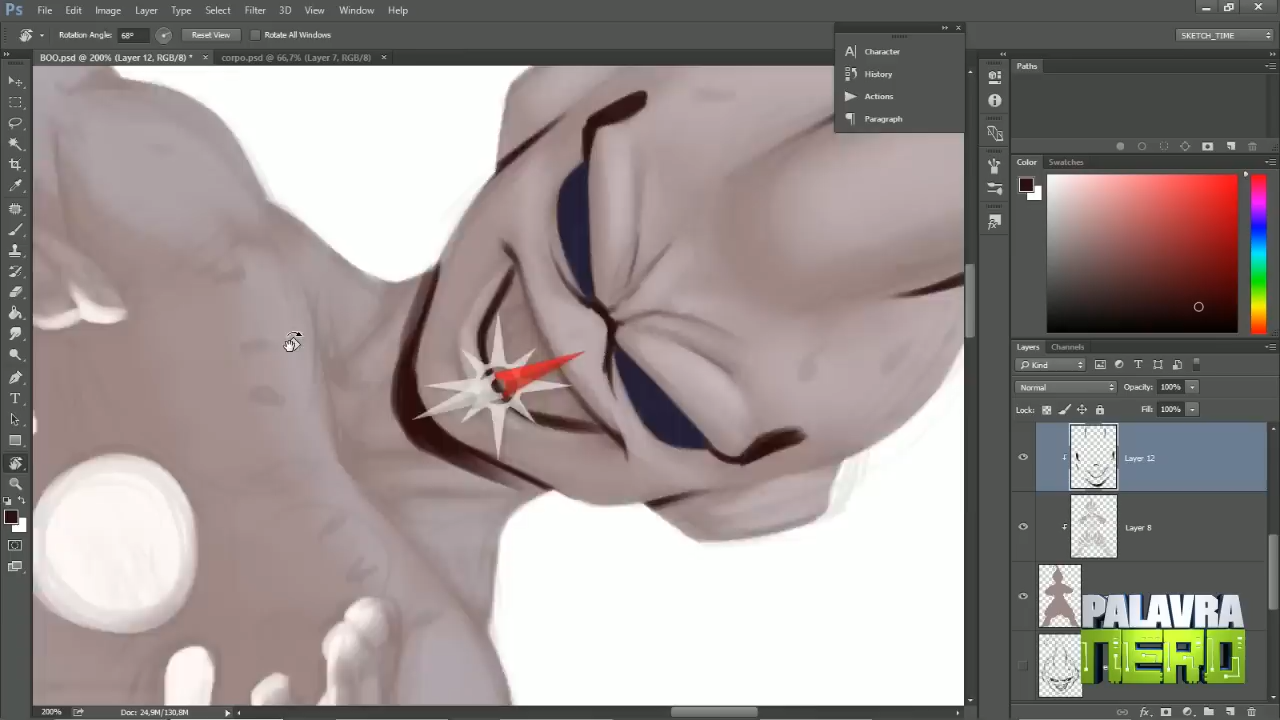 Ps File Edit Image Layer Type Select Filter 3D View Window Help
Rotation Angle: 68° Reset View Rotate All Windows SKETCH_TIME
BOO.psd @ 200% (Layer 12, RGB/8) * × corpo.psd @ 66,7% (Layer 7, RGB/8) ×
Character
History
Actions
Paragraph
Paths
Color Swatches
Layers Channels
Kind
Normal Opacity: 100%
Lock: Fill: 100%
Layer 12
Layer 8
PALAVRA
NERD
200% Doc: 24,9M/130,8M